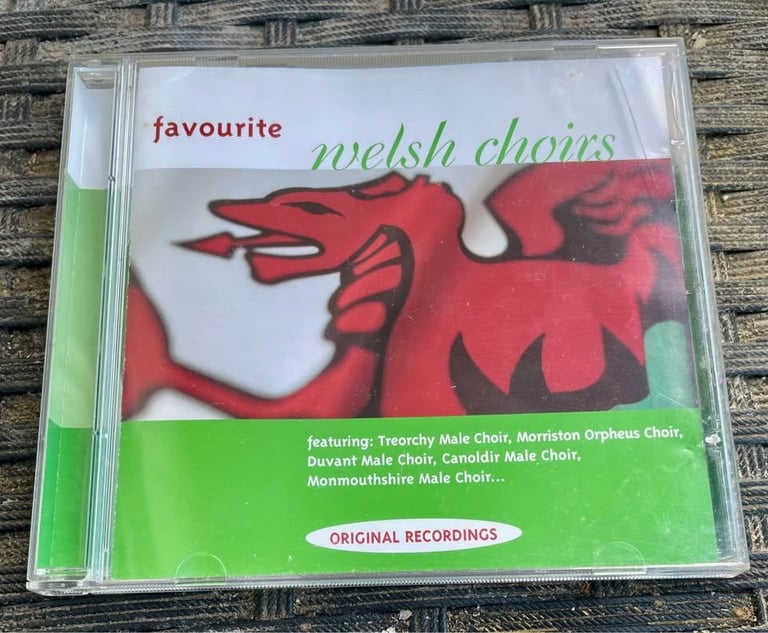 favourite
welsh choirs
featuring: Treorchy Male Choir, Morriston Orpheus Choir,
Duvant Male Choir, Canoldir Male Choir,
Monmouthshire Male Choir...
ORIGINAL RECORDINGS